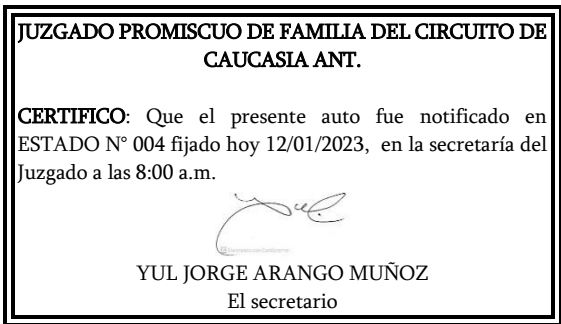 JUZGADO PROMISCUO DE FAMILIA DEL CIRCUITO DE
CAUCASIA ANT.
CERTIFICO: Que el presente auto fue notificado en
ESTADO N° 004 fijado hoy 12/01/2023, en la secretaría del
Juzgado a las 8:00 a.m.
YUL JORGE ARANGO MUÑOZ
El secretario